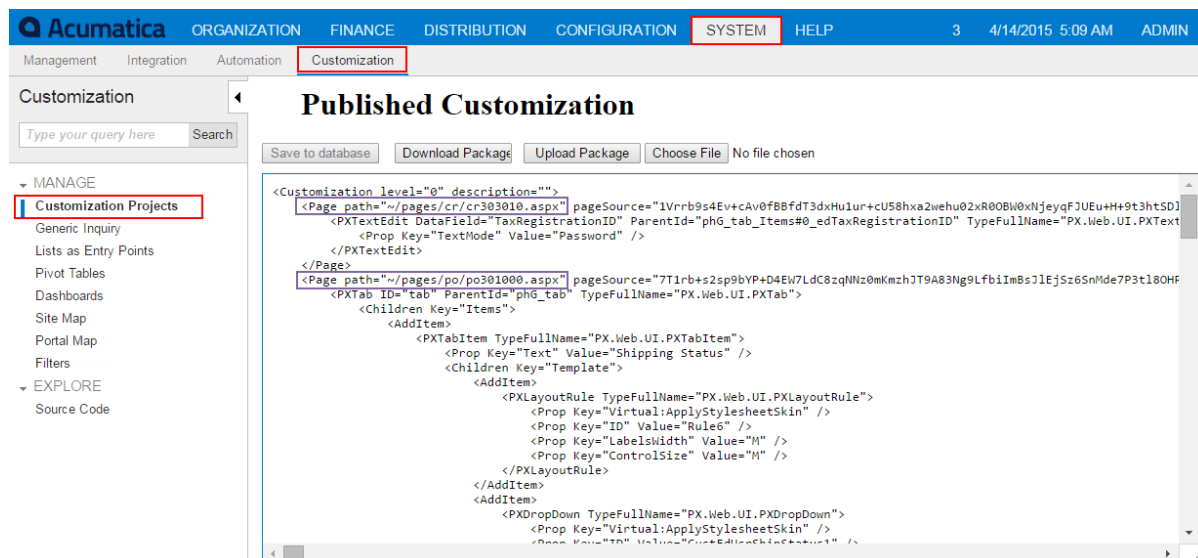 Acumatica ORGANIZATION FINANCE DISTRIBUTION CONFIGURATION SYSTEM HELP 3 4/14/2015 5:09 AM ADMIN
Management Integration Automation Customization
Customization
Type your query here Search
MANAGE
Customization Projects
Generic Inquiry
Lists as Entry Points
Pivot Tables
Dashboards
Site Map
Portal Map
Filters
EXPLORE
Source Code
Published Customization
Save to database Download Package Upload Package Choose File No file chosen
<Customization level="0" description="">
<Page path="~/pages/cr/cr303010.aspx" pageSource="1Vrrb9s4Ev+cAv0fBBfdT3dxHu1ur+cU58hxa2wehu02xR0OBW0xNjeyqFJUEu+H+9t3htSDl
<PXTextEdit DataField="TaxRegistrationID" ParentId="phG_tab_Items#0_edTaxRegistrationID" TypeFullName="PX.Web.UI.PXText
<Prop Key="TextMode" Value="Password" />
</PXTextEdit>
</Page>
<Page path="~/pages/po/po301000.aspx" pageSource="7T1rb+s2sp9bYP+D4EW7LdC8zqNNz0mKmzhJT9A83Ng9LfbiImBsJlEjSz6SnMde7P3tl8OHR
<PXTab ID="tab" ParentId="phG_tab" TypeFullName="PX.Web.UI.PXTab">
<Children Key="Items">
<AddItem>
<PXTabItem TypeFullName="PX.Web.UI.PXTabItem">
<Prop Key="Text" Value="Shipping Status" />
<Children Key="Template">
<AddItem>
<PXLayoutRule TypeFullName="PX.Web.UI.PXLayoutRule">
<Prop Key="Virtual:ApplyStylesheetSkin" />
<Prop Key="ID" Value="Rule6" />
<Prop Key="LabelsWidth" Value="M" />
<Prop Key="ControlSize" Value="M" />
</PXLayoutRule>
</AddItem>
<AddItem>
<PXDropDown TypeFullName="PX.Web.UI.PXDropDown">
<Prop Key="Virtual:ApplyStylesheetSkin" />
<Prop Key="ID" Value="CustEdUsrShipStatus1" />